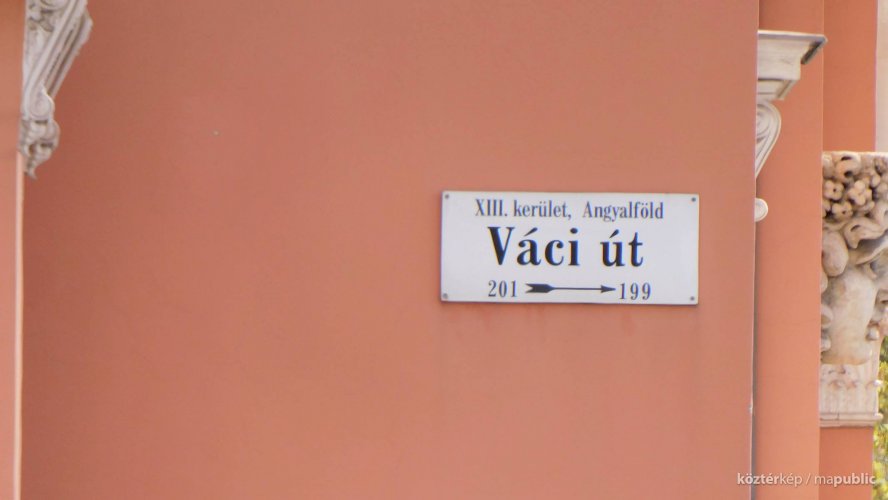 XIII. kerület, Angyalföld
Váci út
201 199
köztérkép / mapublic